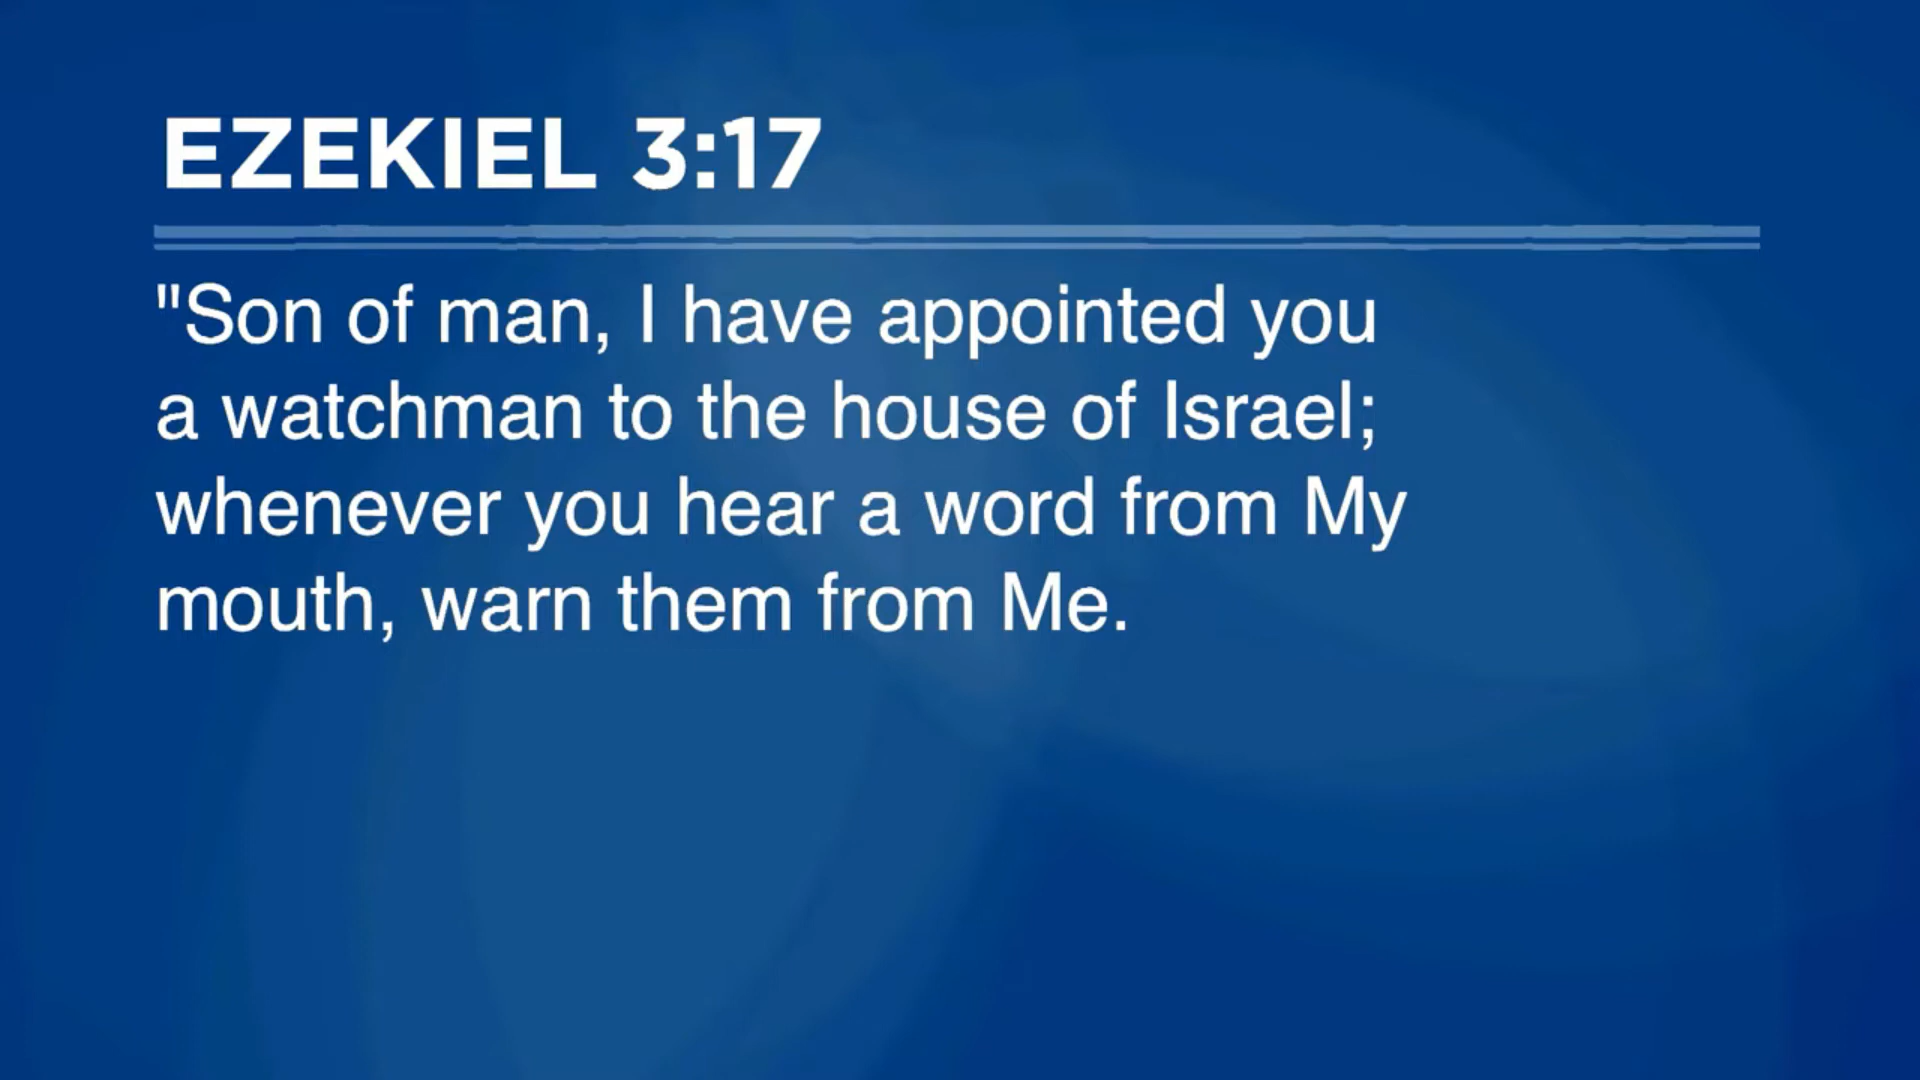 EZEKIEL 3:17
"Son of man, I have appointed you
a watchman to the house of Israel;
whenever you hear a word from My
mouth, warn them from Me.